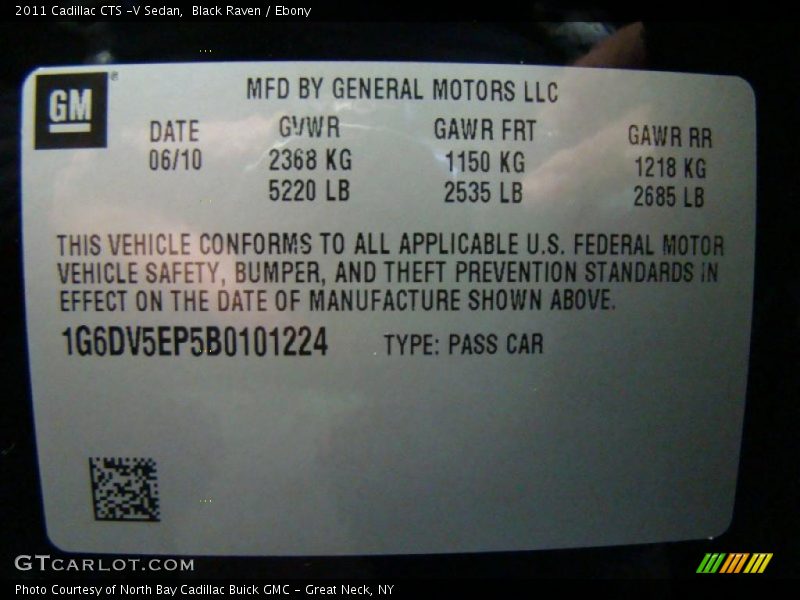 2011 Cadillac CTS -V Sedan, Black Raven / Ebony
GM ®
MFD BY GENERAL MOTORS LLC
DATE GVWR GAWR FRT GAWR RR
06/10 2368 KG 1150 KG 1218 KG
5220 LB 2535 LB 2685 LB
THIS VEHICLE CONFORMS TO ALL APPLICABLE U.S. FEDERAL MOTOR
VEHICLE SAFETY, BUMPER, AND THEFT PREVENTION STANDARDS IN
EFFECT ON THE DATE OF MANUFACTURE SHOWN ABOVE.
1G6DV5EP5B0101224 TYPE: PASS CAR
GTCARLOT.COM
Photo Courtesy of North Bay Cadillac Buick GMC - Great Neck, NY